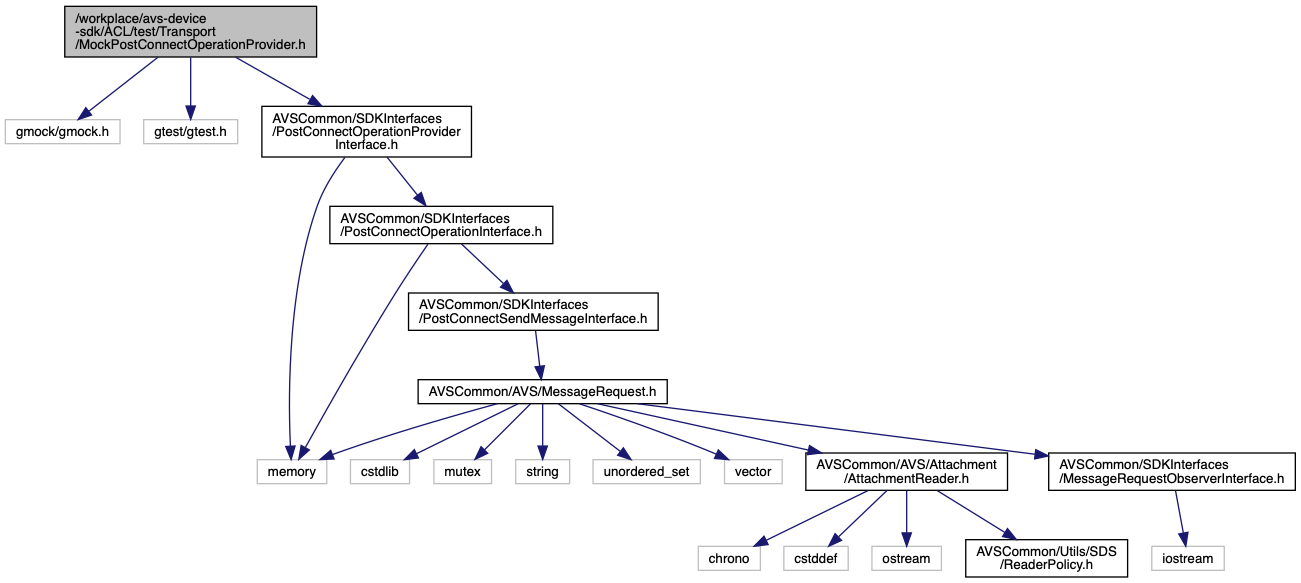 /workplace/avs-device
-sdk/ACL/test/Transport
/MockPostConnectOperationProvider.h
gmock/gmock.h
gtest/gtest.h
AVSCommon/SDKInterfaces
/PostConnectOperationProvider
Interface.h
AVSCommon/SDKInterfaces
/PostConnectOperationInterface.h
AVSCommon/SDKInterfaces
/PostConnectSendMessageInterface.h
AVSCommon/AVS/MessageRequest.h
memory
cstdlib
mutex
string
unordered_set
vector
AVSCommon/AVS/Attachment
/AttachmentReader.h
AVSCommon/SDKInterfaces
/MessageRequestObserverInterface.h
chrono
cstddef
ostream
AVSCommon/Utils/SDS
/ReaderPolicy.h
iostream